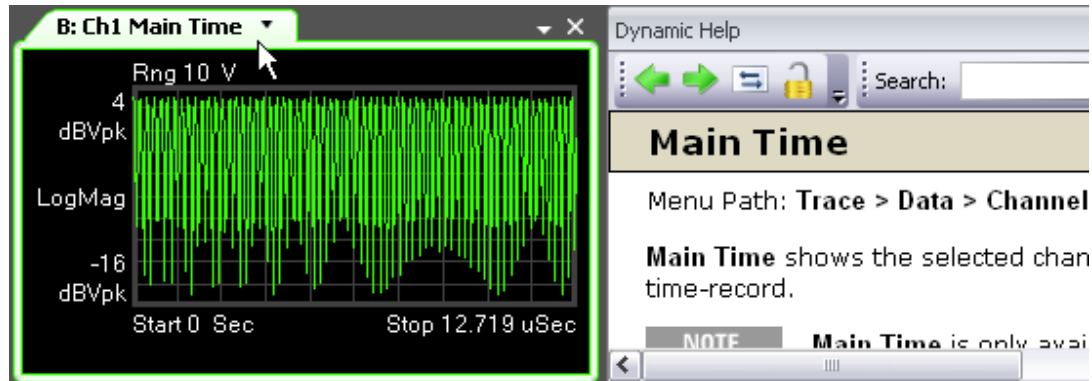 B: Ch1 Main Time
Rng 10 V
4
dBVpk
LogMag
-16
dBVpk
Start 0 Sec
Stop 12.719 uSec
Dynamic Help
Search:
Main Time
Menu Path: Trace > Data > Channel
Main Time shows the selected chan
time-record.
NOTE
Main Time is only avai